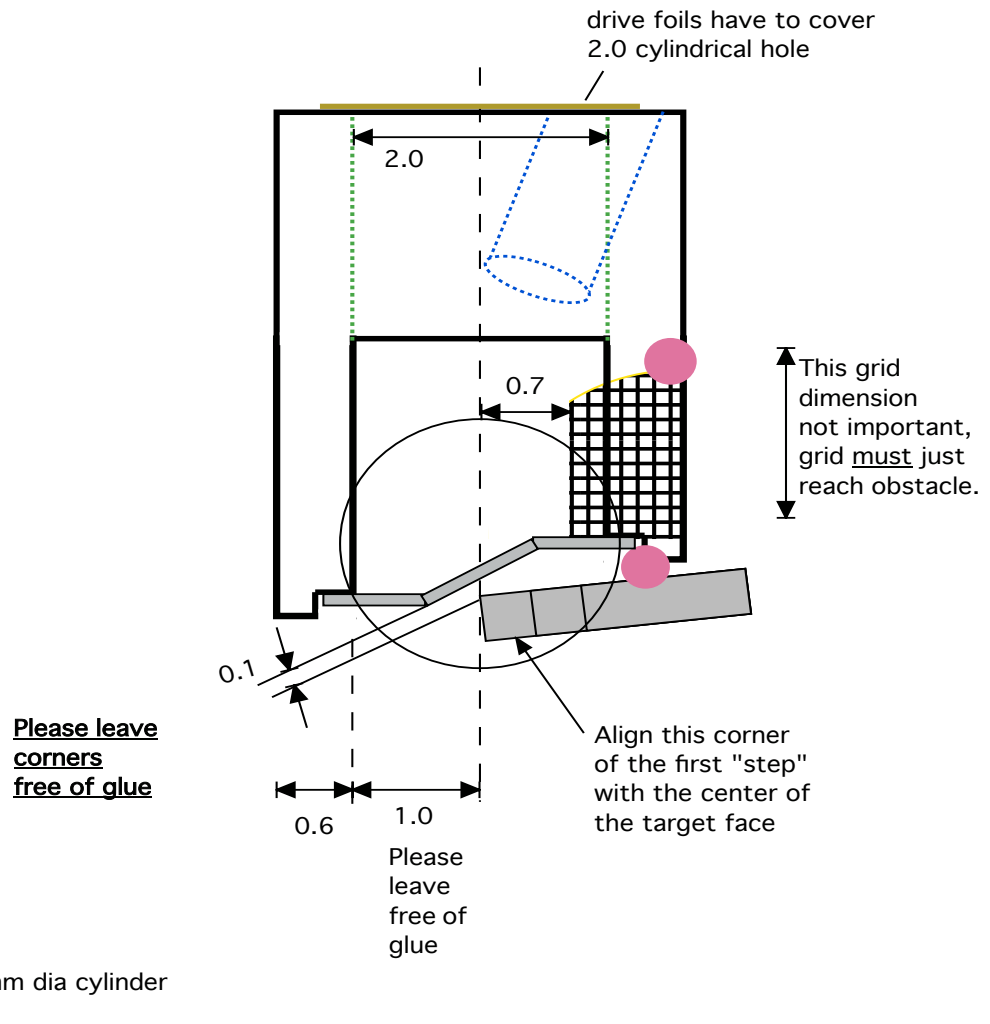 drive foils have to cover
2.0 cylindrical hole
2.0
0.7
This grid
dimension
not important,
grid must just
reach obstacle.
0.1
Please leave
corners
free of glue
Align this corner
of the first "step"
with the center of
the target face
0.6
1.0
Please
leave
free of
glue
dia cylinder